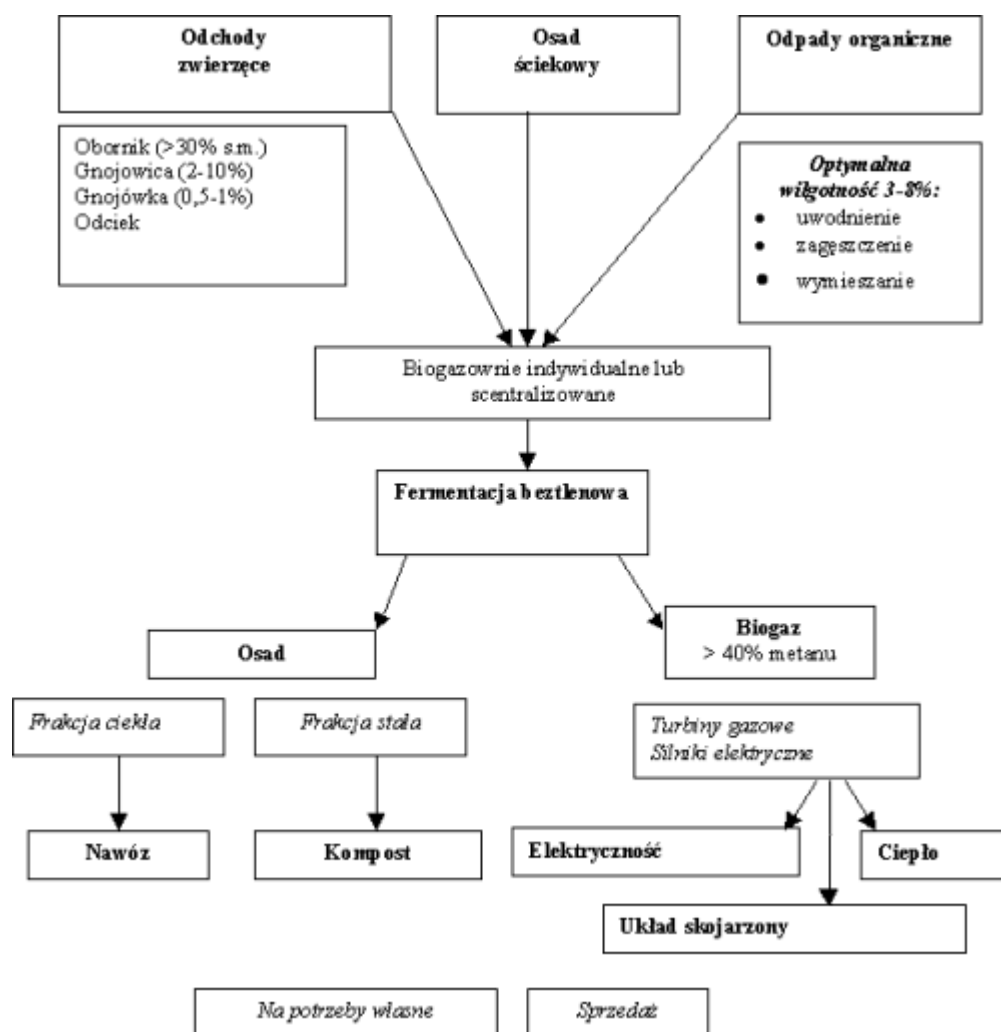 Odchody
zwierzęce
Osad
ściekowy
Odpady organiczne
Obornik (>30% s.m.)
Gnojowica (2-10%)
Gnojówka (0,5-1%)
Odciek
Optymalna
wilgotność 3-8%:
● uwodnienie
● zagęszczenie
● wymieszanie
Biogazownie indywidualne lub
scentralizowane
Fermentacja beztlenowa
Osad
Biogaz
> 40% metanu
Frakcja ciekła
Frakcja stała
Turbiny gazowe
Silniki elektryczne
Nawóz
Kompost
Elektryczność
Ciepło
Układ skojarzony
Na potrzeby własne
Sprzedaż